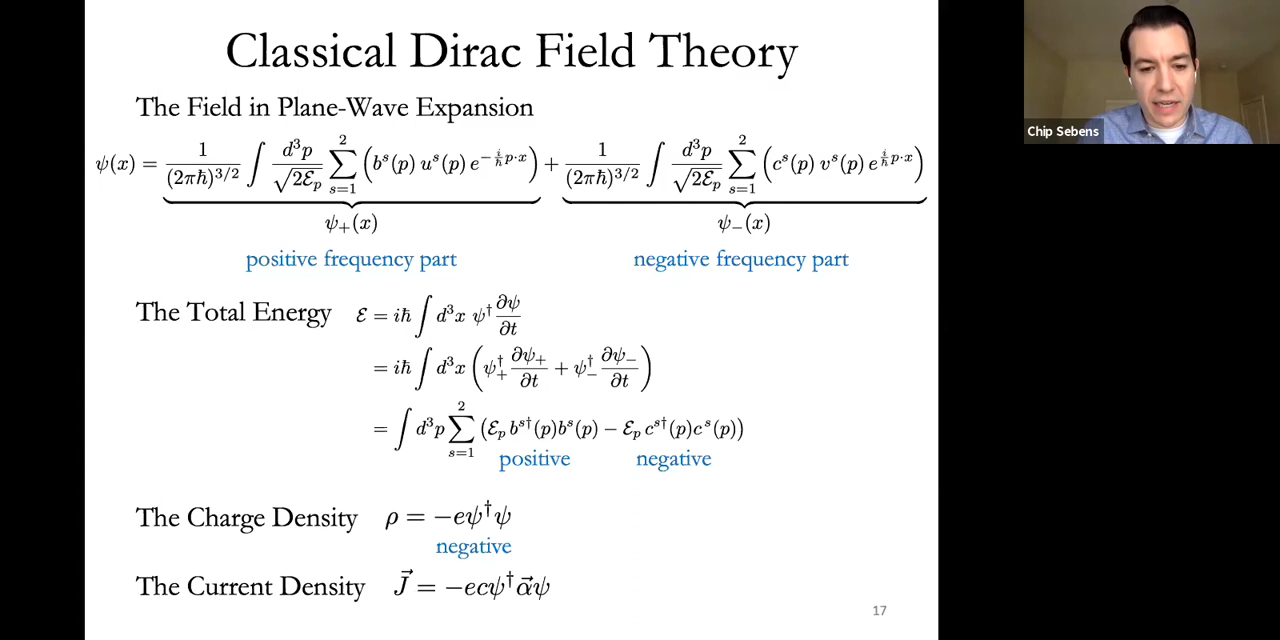 Classical Dirac Field Theory
The Field in Plane-Wave Expansion
ψ(x) = 1/(2πħ)^{3/2} ∫ d³p/√(2ℰ_p) ∑_{s=1}^{2} (b^s(p) u^s(p) e^{-(i/ħ)p·x}) + 1/(2πħ)^{3/2} ∫ d³p/√(2ℰ_p) ∑_{s=1}^{2} (c^s(p) v^s(p) e^{(i/ħ)p·x})
ψ₊(x) ψ₋(x)
positive frequency part negative frequency part
The Total Energy ℰ = iħ ∫ d³x ψ† ∂ψ/∂t
= iħ ∫ d³x (ψ₊† ∂ψ₊/∂t + ψ₋† ∂ψ₋/∂t)
= ∫ d³p ∑_{s=1}^{2} (ℰ_p b^{s†}(p)b^s(p) − ℰ_p c^{s†}(p)c^s(p))
positive negative
The Charge Density ρ = −eψ†ψ
negative
The Current Density J⃗ = −ecψ†α⃗ψ
17
Chip Sebens